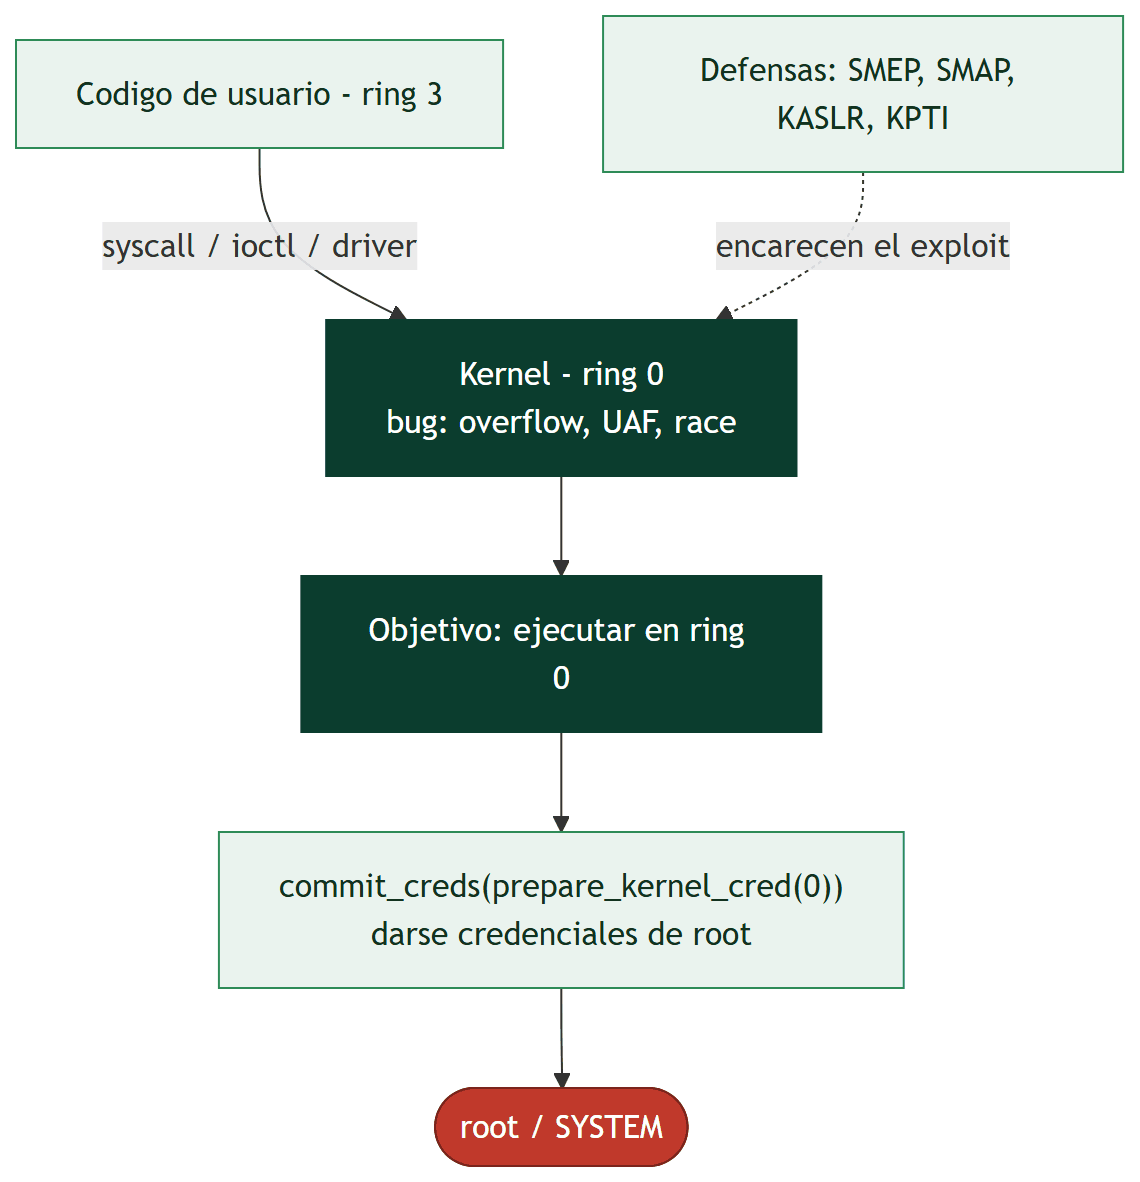 Codigo de usuario - ring 3
Defensas: SMEP, SMAP,
KASLR, KPTI
syscall / ioctl / driver
encarecen el exploit
Kernel - ring 0
bug: overflow, UAF, race
Objetivo: ejecutar en ring
0
commit_creds(prepare_kernel_cred(0))
darse credenciales de root
root / SYSTEM